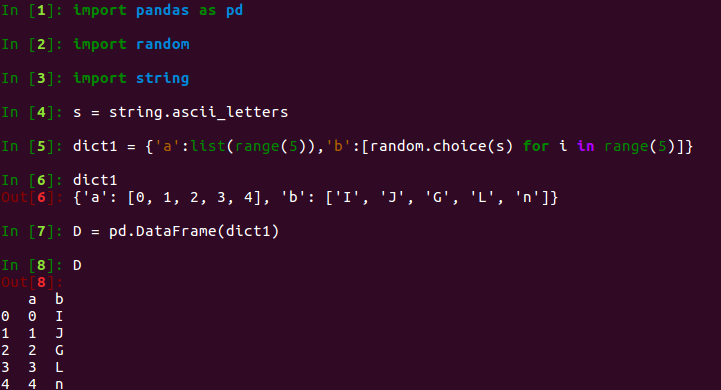 In [1]: import pandas as pd
In [2]: import random
In [3]: import string
In [4]: s = string.ascii_letters
In [5]: dict1 = {'a':list(range(5)),'b':[random.choice(s) for i in range(5)]}
In [6]: dict1
Out[6]: {'a': [0, 1, 2, 3, 4], 'b': ['I', 'J', 'G', 'L', 'n']}
In [7]: D = pd.DataFrame(dict1)
In [8]: D
Out[8]:
   a  b
0  0  I
1  1  J
2  2  G
3  3  L
4  4  n